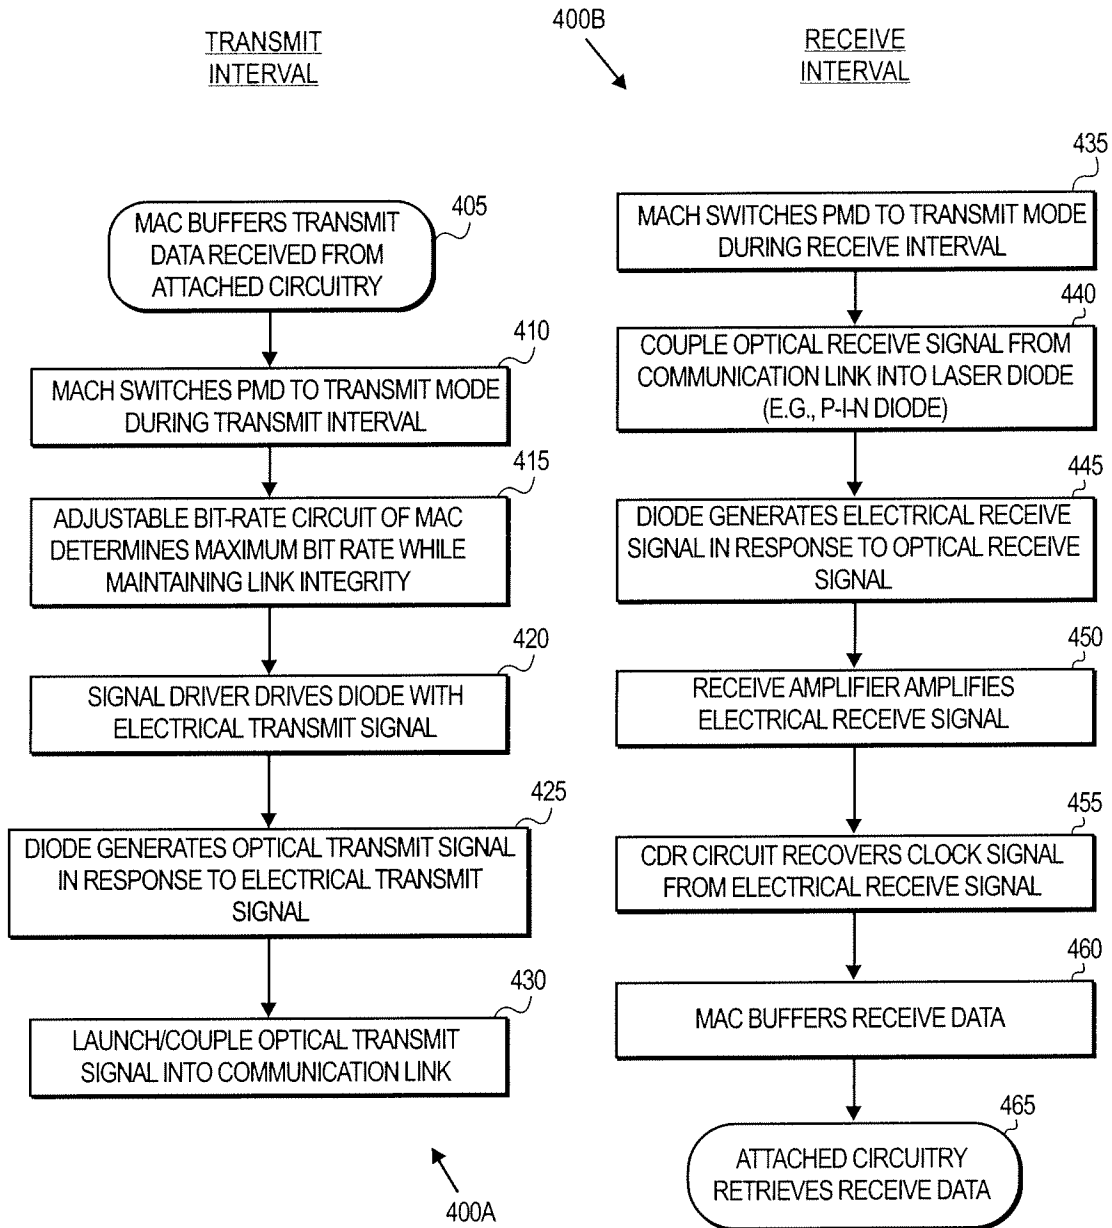 400B
TRANSMIT
INTERVAL
405
MAC BUFFERS TRANSMIT
DATA RECEIVED FROM
ATTACHED CIRCUITRY
410
MACH SWITCHES PMD TO TRANSMIT MODE
DURING TRANSMIT INTERVAL
415
ADJUSTABLE BIT-RATE CIRCUIT OF MAC
DETERMINES MAXIMUM BIT RATE WHILE
MAINTAINING LINK INTEGRITY
420
SIGNAL DRIVER DRIVES DIODE WITH
ELECTRICAL TRANSMIT SIGNAL
425
DIODE GENERATES OPTICAL TRANSMIT SIGNAL
IN RESPONSE TO ELECTRICAL TRANSMIT
SIGNAL
430
LAUNCH/COUPLE OPTICAL TRANSMIT
SIGNAL INTO COMMUNICATION LINK
400A
RECEIVE
INTERVAL
435
MACH SWITCHES PMD TO TRANSMIT MODE
DURING RECEIVE INTERVAL
440
COUPLE OPTICAL RECEIVE SIGNAL FROM
COMMUNICATION LINK INTO LASER DIODE
(E.G., P-I-N DIODE)
445
DIODE GENERATES ELECTRICAL RECEIVE
SIGNAL IN RESPONSE TO OPTICAL RECEIVE
SIGNAL
450
RECEIVE AMPLIFIER AMPLIFIES
ELECTRICAL RECEIVE SIGNAL
455
CDR CIRCUIT RECOVERS CLOCK SIGNAL
FROM ELECTRICAL RECEIVE SIGNAL
460
MAC BUFFERS RECEIVE DATA
465
ATTACHED CIRCUITRY
RETRIEVES RECEIVE DATA